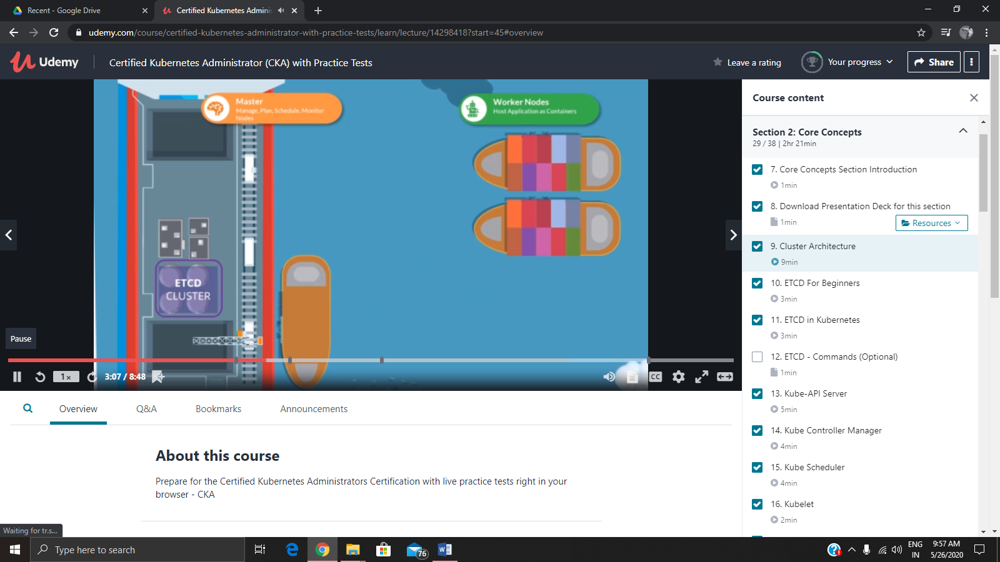 Recent - Google Drive
Certified Kubernetes Adminis
udemy.com/course/certified-kubernetes-administrator-with-practice-tests/learn/lecture/14298418?start=45#overview
Udemy
Certified Kubernetes Administrator (CKA) with Practice Tests
Leave a rating
Your progress
Share
Master
Manage, Plan, Schedule, Monitor
Nodes
Worker Nodes
Host Application as Containers
ETCD
CLUSTER
Pause
1x
3:07 / 8:48
CC
Course content
Section 2: Core Concepts
29 / 38 | 2hr 21min
7. Core Concepts Section Introduction
1min
8. Download Presentation Deck for this section
1min
Resources
9. Cluster Architecture
9min
10. ETCD For Beginners
3min
11. ETCD in Kubernetes
3min
12. ETCD - Commands (Optional)
1min
13. Kube-API Server
5min
14. Kube Controller Manager
4min
15. Kube Scheduler
4min
16. Kubelet
2min
Overview
Q&A
Bookmarks
Announcements
About this course
Prepare for the Certified Kubernetes Administrators Certification with live practice tests right in your
browser - CKA
Waiting for tr.s...
Type here to search
76
ENG
IN
9:57 AM
5/26/2020